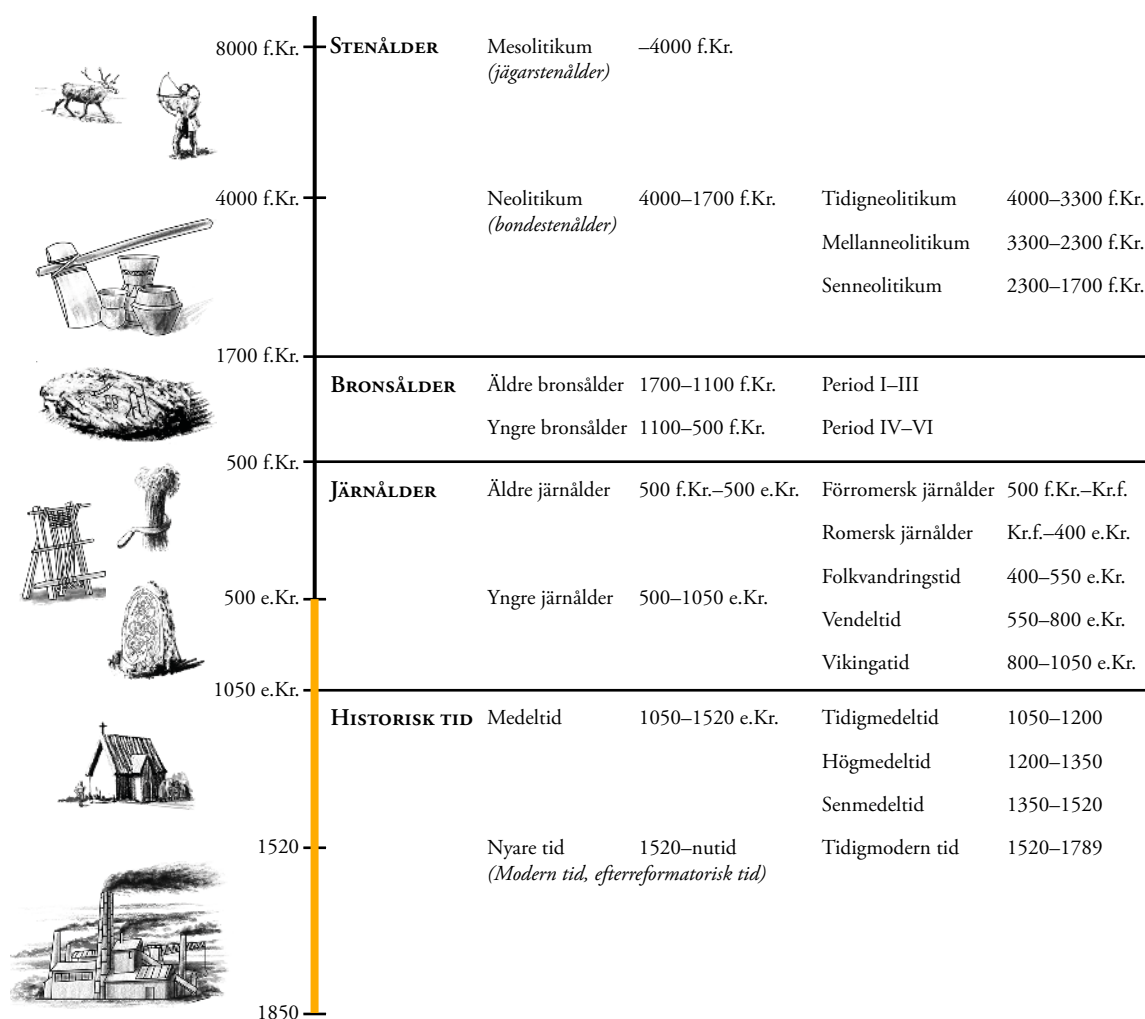 8000 f.Kr. STENÅLDER Mesolitikum –4000 f.Kr.
(jägarstenålder)
4000 f.Kr. Neolitikum 4000–1700 f.Kr. Tidigneolitikum 4000–3300 f.Kr.
(bondestenålder)
Mellanneolitikum 3300–2300 f.Kr.
Senneolitikum 2300–1700 f.Kr.
1700 f.Kr.
BRONSÅLDER Äldre bronsålder 1700–1100 f.Kr. Period I–III
Yngre bronsålder 1100–500 f.Kr. Period IV–VI
500 f.Kr.
JÄRNÅLDER Äldre järnålder 500 f.Kr.–500 e.Kr. Förromersk järnålder 500 f.Kr.–Kr.f.
Romersk järnålder Kr.f.–400 e.Kr.
Folkvandringstid 400–550 e.Kr.
500 e.Kr. Yngre järnålder 500–1050 e.Kr.
Vendeltid 550–800 e.Kr.
Vikingatid 800–1050 e.Kr.
1050 e.Kr.
HISTORISK TID Medeltid 1050–1520 e.Kr. Tidigmedeltid 1050–1200
Högmedeltid 1200–1350
Senmedeltid 1350–1520
1520 Nyare tid 1520–nutid Tidigmodern tid 1520–1789
(Modern tid, efterreformatorisk tid)
1850